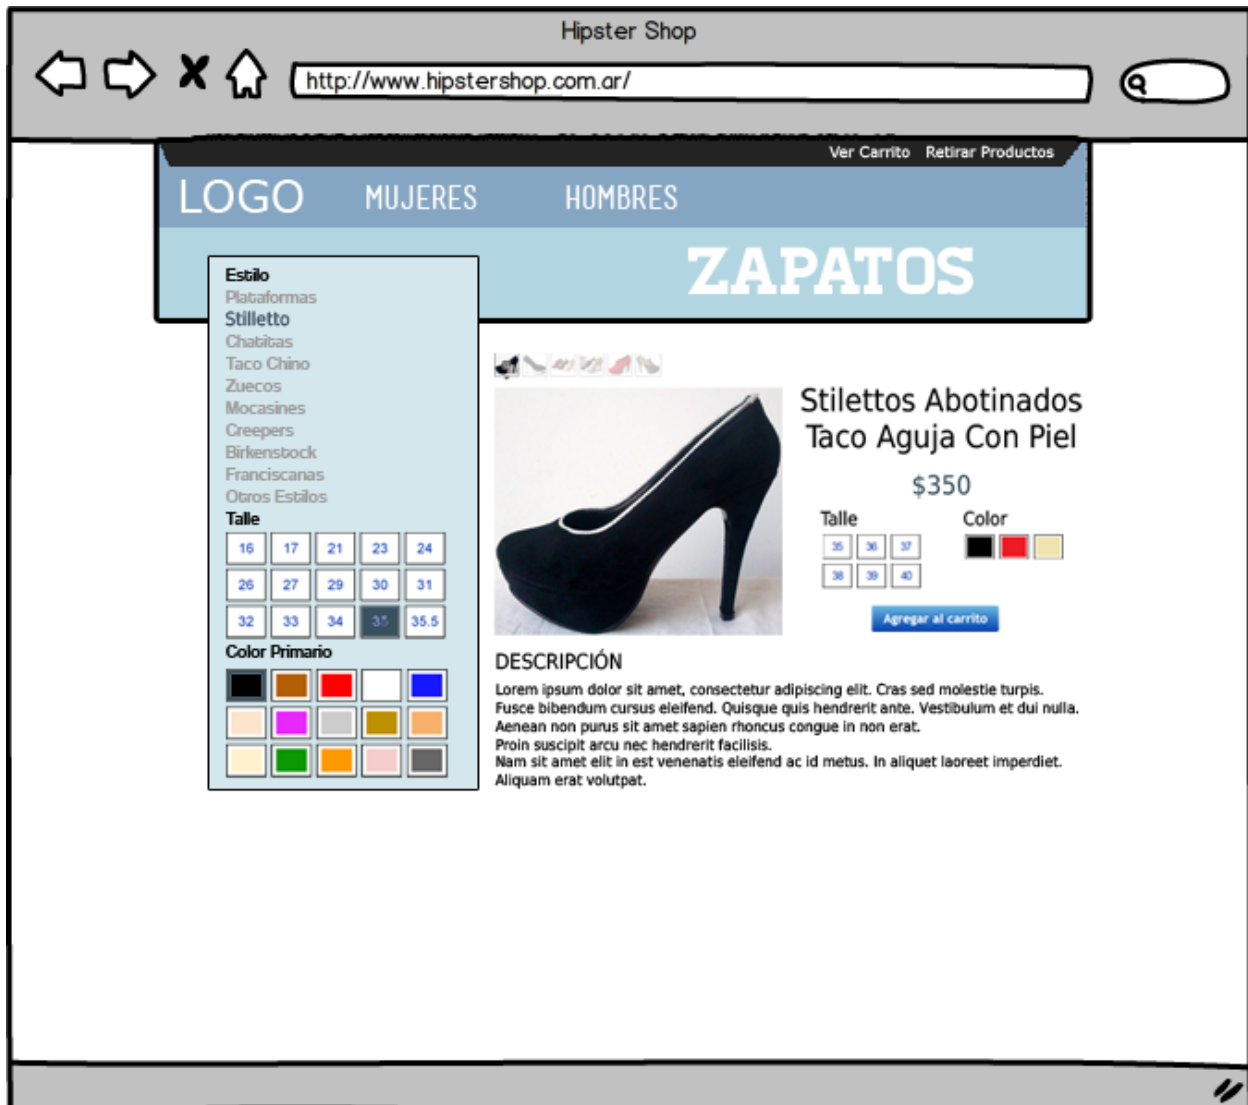 Hipster Shop
http://www.hipstershop.com.ar/
Ver Carrito Retirar Productos
LOGO MUJERES HOMBRES
ZAPATOS
Estilo
Plataformas
Stilletto
Chatitas
Taco Chino
Zuecos
Mocasines
Creepers
Birkenstock
Franciscanas
Otros Estilos
Talle
16 17 21 23 24
26 27 29 30 31
32 33 34 35 35.5
Color Primario
Stilettos Abotinados
Taco Aguja Con Piel
$350
Talle Color
35 36 37
38 39 40
Agregar al carrito
DESCRIPCIÓN
Lorem ipsum dolor sit amet, consectetur adipiscing elit. Cras sed molestie turpis.
Fusce bibendum cursus eleifend. Quisque quis hendrerit ante. Vestibulum et dui nulla.
Aenean non purus sit amet sapien rhoncus congue in non erat.
Proin suscipit arcu nec hendrerit facilisis.
Nam sit amet elit in est venenatis eleifend ac id metus. In aliquet laoreet imperdiet.
Aliquam erat volutpat.